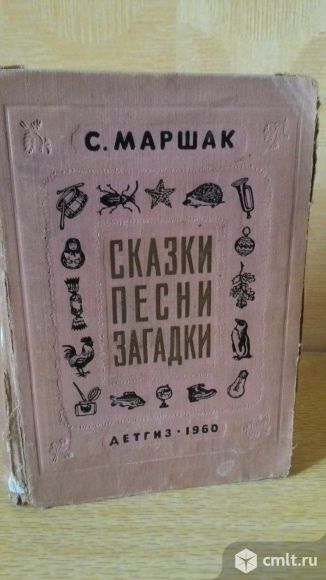 С. МАРШАК
СКАЗКИ
ПЕСНИ
ЗАГАДКИ
ДЕТГИЗ · 1960
cmlt.ru